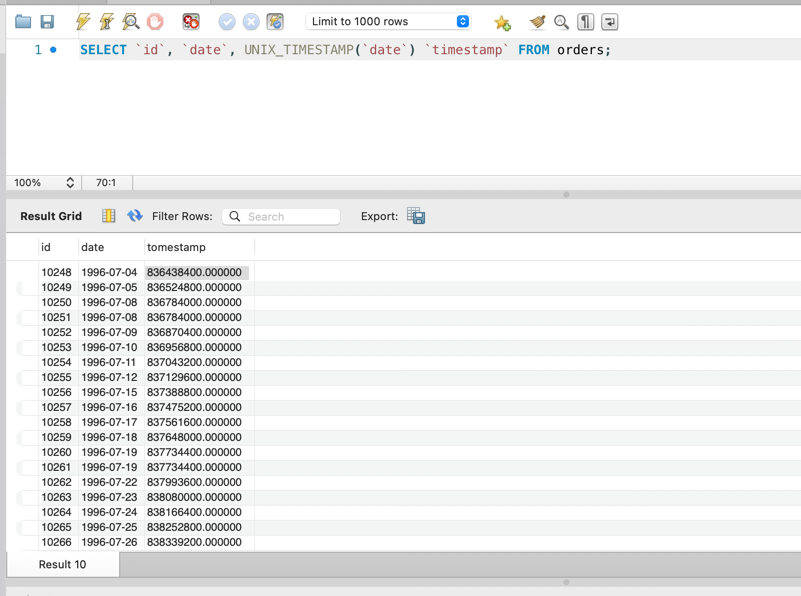 Limit to 1000 rows
1 SELECT `id`, `date`, UNIX_TIMESTAMP(`date`) `timestamp` FROM orders;
100% 70:1
Result Grid Filter Rows: Search Export:
id date tomestamp
10248 1996-07-04 836438400.000000
10249 1996-07-05 836524800.000000
10250 1996-07-08 836784000.000000
10251 1996-07-08 836784000.000000
10252 1996-07-09 836870400.000000
10253 1996-07-10 836956800.000000
10254 1996-07-11 837043200.000000
10255 1996-07-12 837129600.000000
10256 1996-07-15 837388800.000000
10257 1996-07-16 837475200.000000
10258 1996-07-17 837561600.000000
10259 1996-07-18 837648000.000000
10260 1996-07-19 837734400.000000
10261 1996-07-19 837734400.000000
10262 1996-07-22 837993600.000000
10263 1996-07-23 838080000.000000
10264 1996-07-24 838166400.000000
10265 1996-07-25 838252800.000000
10266 1996-07-26 838339200.000000
Result 10